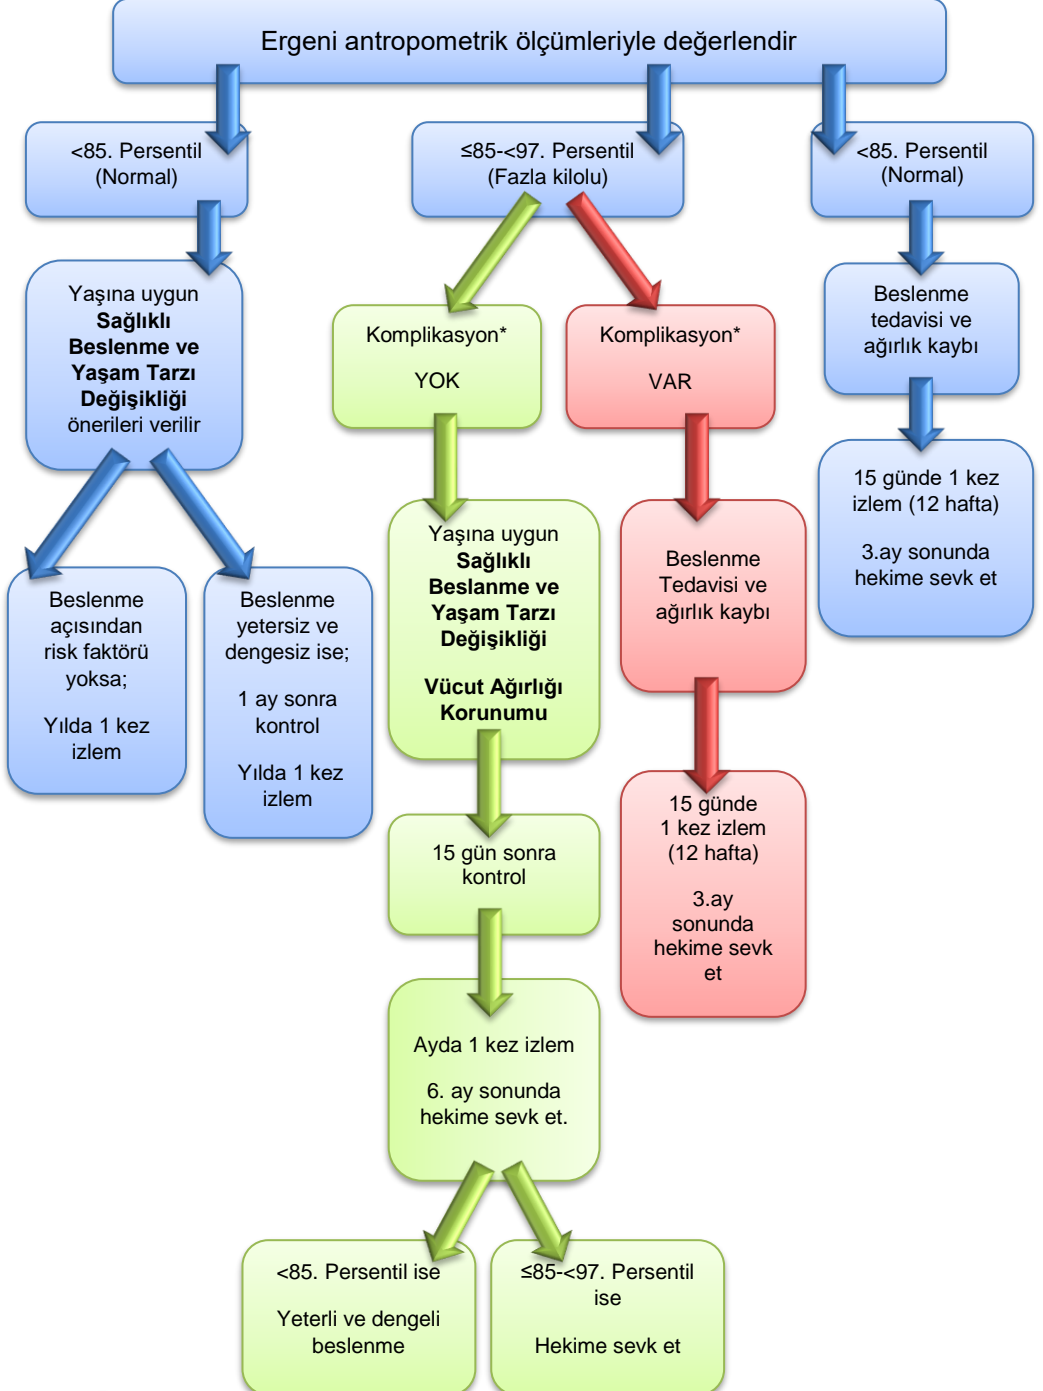 Ergeni antropometrik ölçümleriyle değerlendir
<85. Persentil
(Normal)
≤85-<97. Persentil
(Fazla kilolu)
<85. Persentil
(Normal)
Yaşına uygun
Sağlıklı
Beslenme ve
Yaşam Tarzı
Değişikliği
önerileri verilir
Beslenme
açısından
risk faktörü
yoksa;
Yılda 1 kez
izlem
Beslenme
yetersiz ve
dengesiz ise;
1 ay sonra
kontrol
Yılda 1 kez
izlem
Komplikasyon*
YOK
Yaşına uygun
Sağlıklı
Beslanme ve
Yaşam Tarzı
Değişikliği
Vücut Ağırlığı
Korunumu
15 gün sonra
kontrol
Ayda 1 kez izlem
6. ay sonunda
hekime sevk et.
<85. Persentil ise
Yeterli ve dengeli
beslenme
≤85-<97. Persentil
ise
Hekime sevk et
Komplikasyon*
VAR
Beslenme
Tedavisi ve
ağırlık kaybı
15 günde
1 kez izlem
(12 hafta)
3.ay
sonunda
hekime sevk
et
Beslenme
tedavisi ve
ağırlık kaybı
15 günde 1 kez
izlem (12 hafta)
3.ay sonunda
hekime sevk et